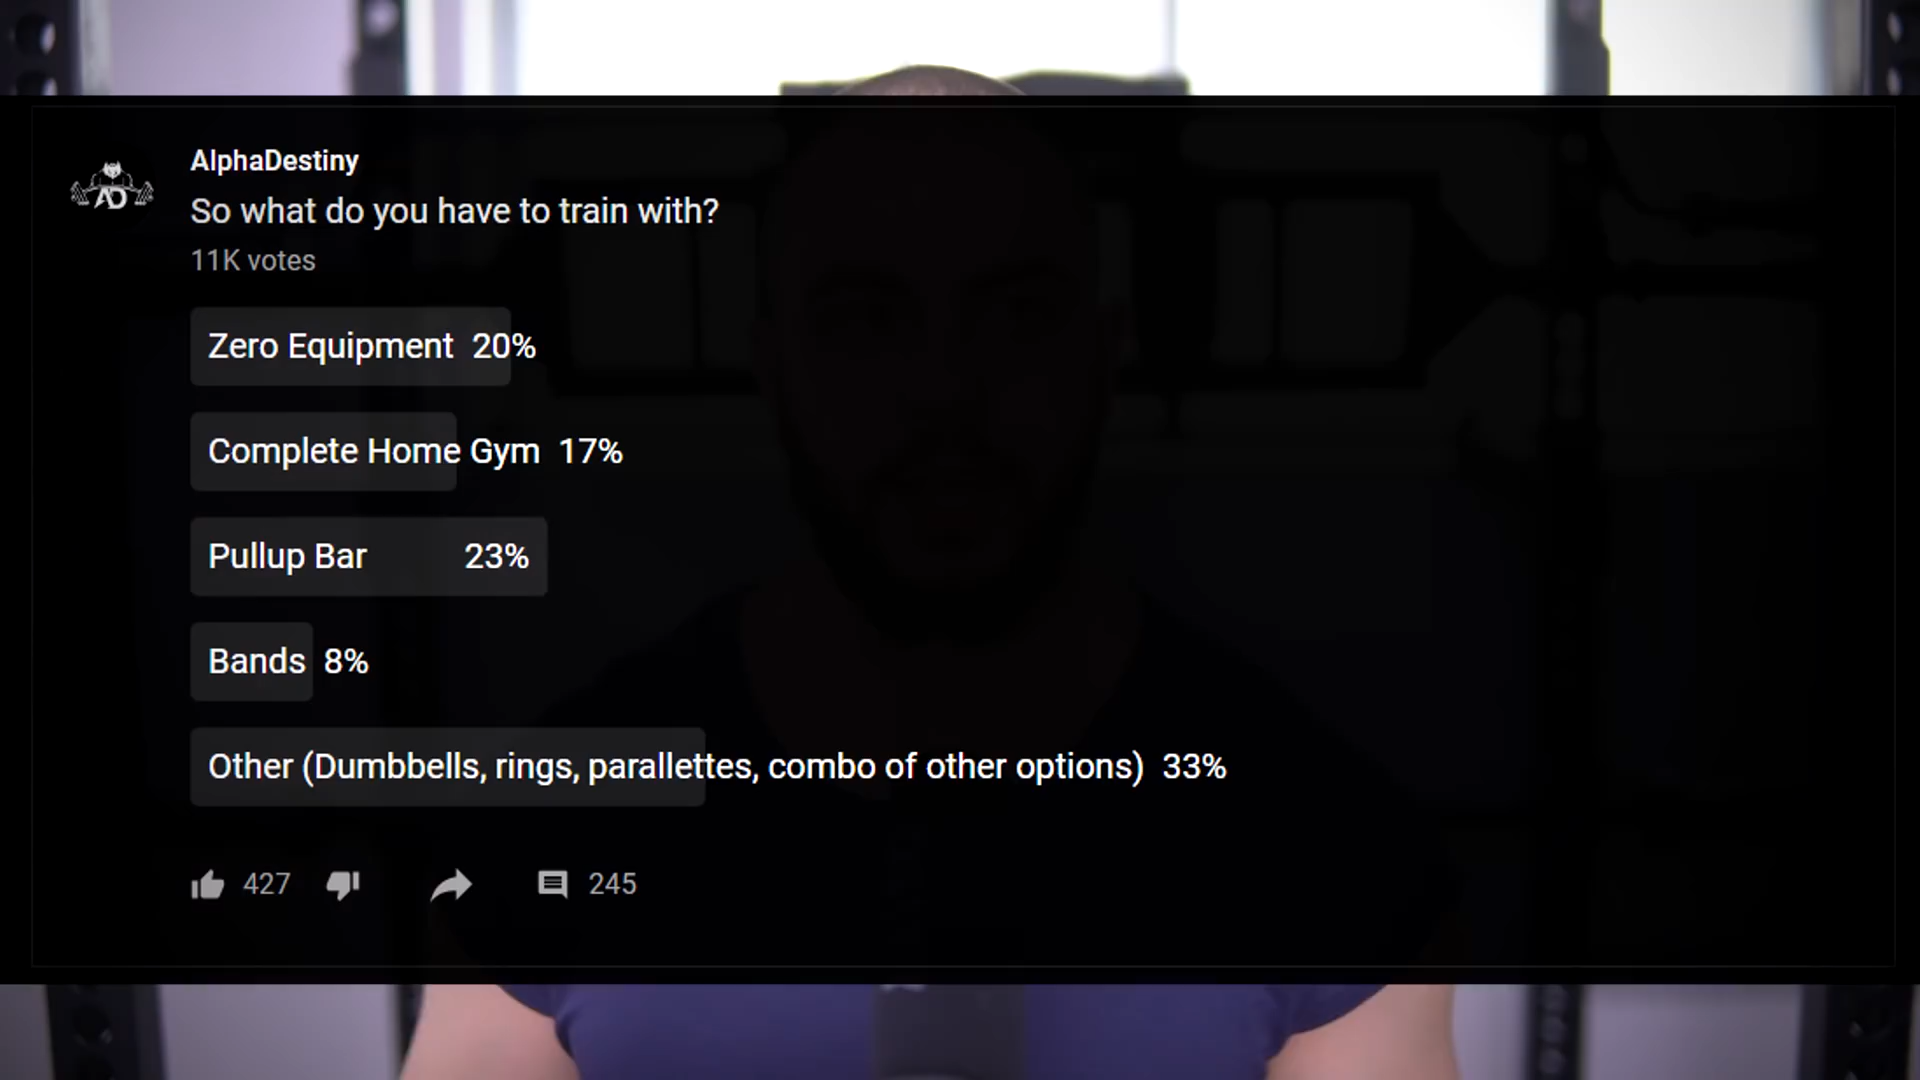 AlphaDestiny
AD
So what do you have to train with?
11K votes
Zero Equipment 20%
Complete Home Gym 17%
Pullup Bar 23%
Bands 8%
Other (Dumbbells, rings, parallettes, combo of other options) 33%
427
245